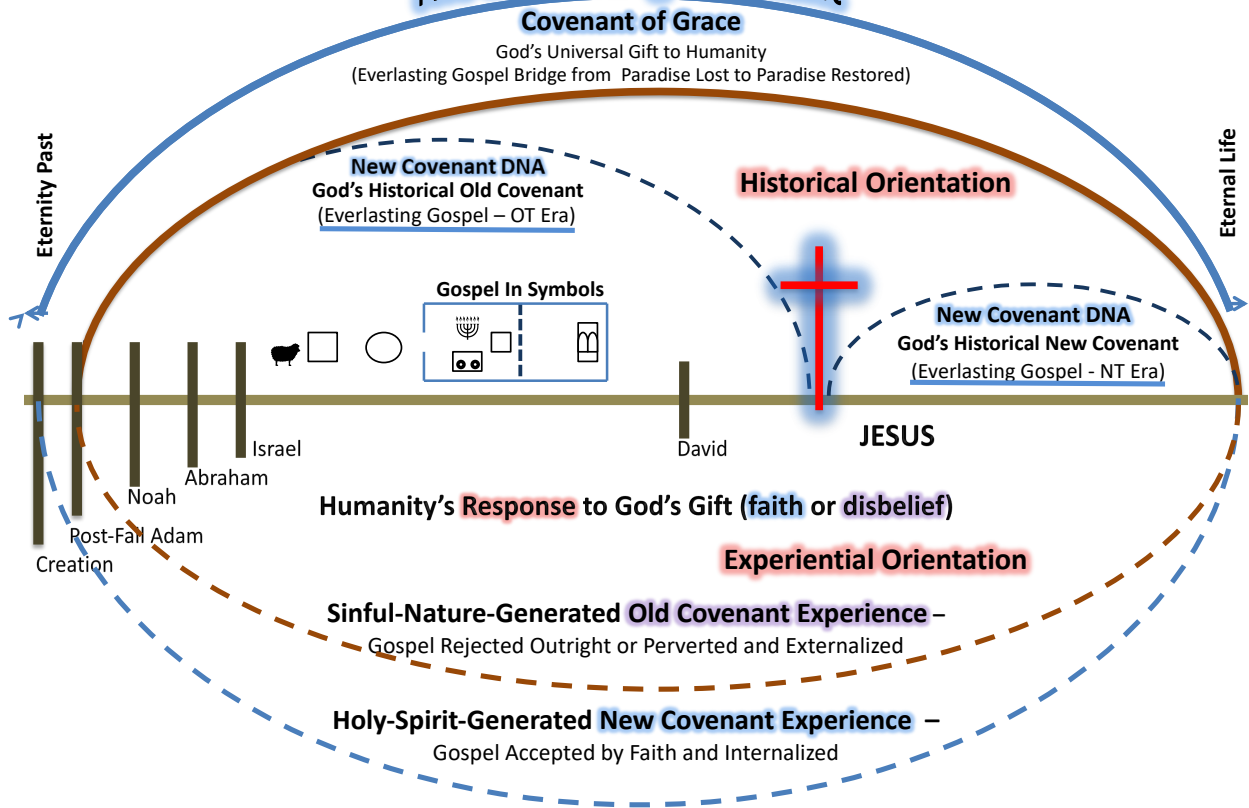 Covenant of Grace
God's Universal Gift to Humanity
(Everlasting Gospel Bridge from Paradise Lost to Paradise Restored)
Eternity Past
Eternal Life
New Covenant DNA
God's Historical Old Covenant
(Everlasting Gospel – OT Era)
Historical Orientation
Gospel In Symbols
New Covenant DNA
God's Historical New Covenant
(Everlasting Gospel - NT Era)
JESUS
David
Israel
Abraham
Noah
Post-Fall Adam
Creation
Humanity's Response to God's Gift (faith or disbelief)
Experiential Orientation
Sinful-Nature-Generated Old Covenant Experience –
Gospel Rejected Outright or Perverted and Externalized
Holy-Spirit-Generated New Covenant Experience –
Gospel Accepted by Faith and Internalized